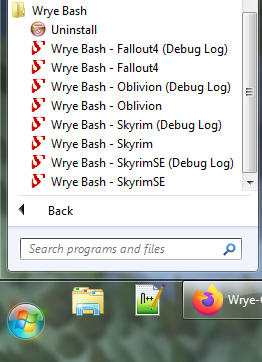 Wrye Bash
Uninstall
Wrye Bash - Fallout4 (Debug Log)
Wrye Bash - Fallout4
Wrye Bash - Oblivion (Debug Log)
Wrye Bash - Oblivion
Wrye Bash - Skyrim (Debug Log)
Wrye Bash - Skyrim
Wrye Bash - SkyrimSE (Debug Log)
Wrye Bash - SkyrimSE
Back
Search programs and files
Wrye-